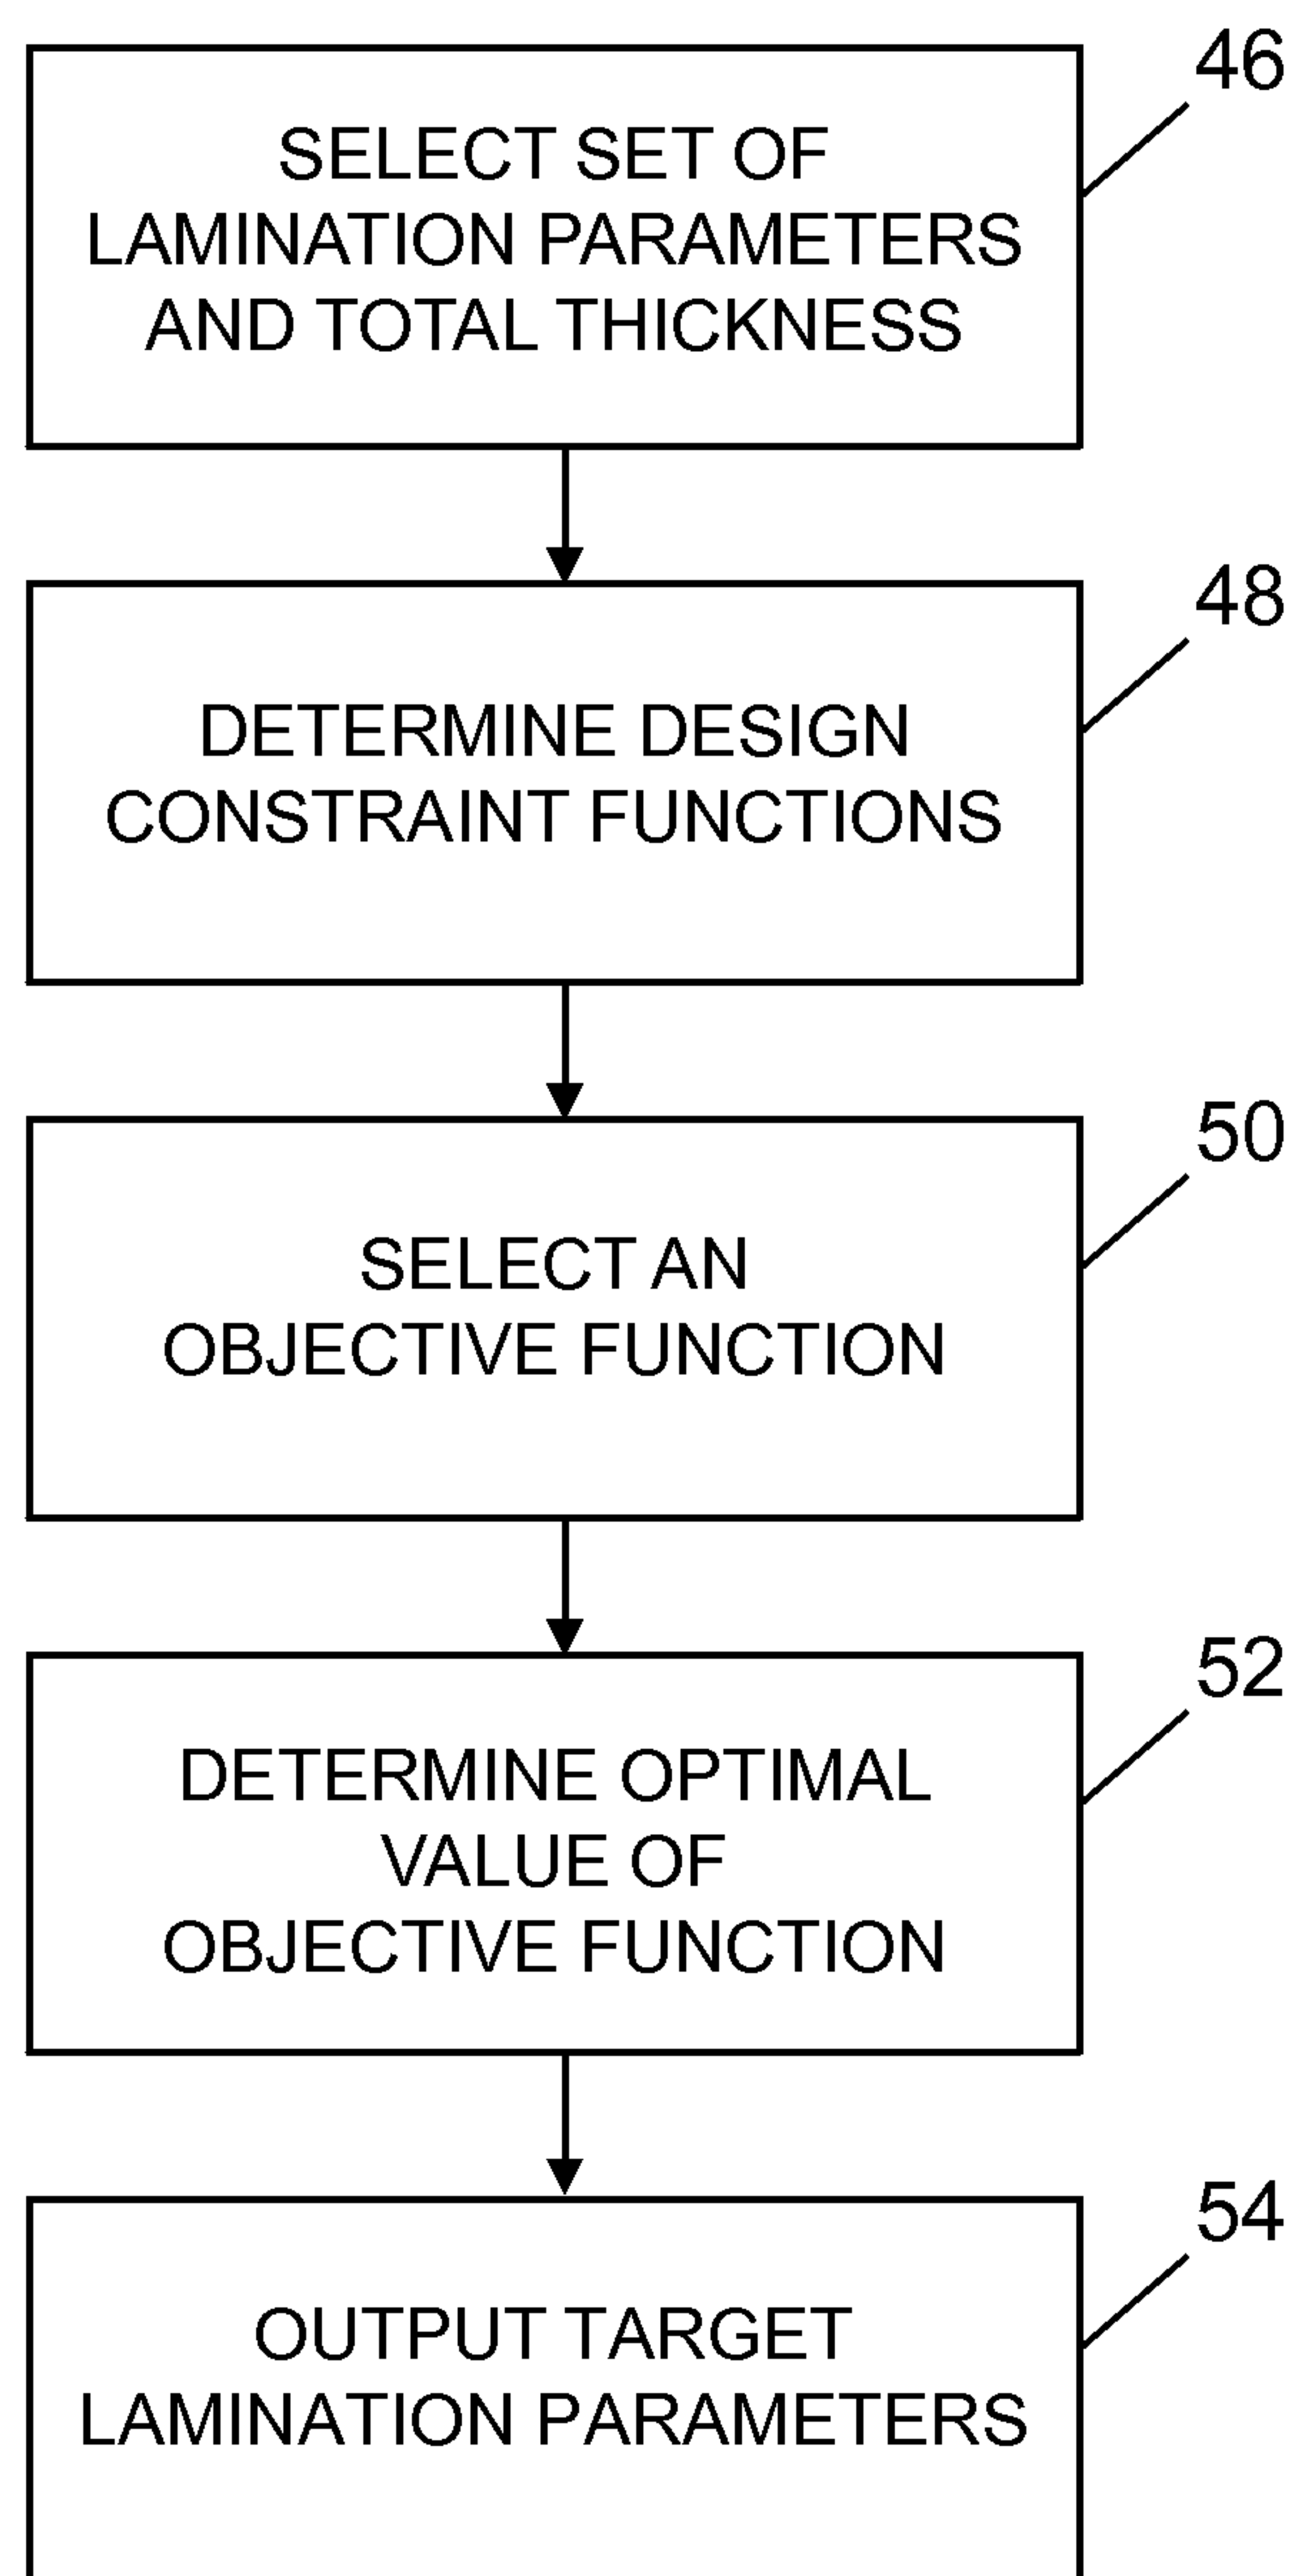 46
SELECT SET OF
LAMINATION PARAMETERS
AND TOTAL THICKNESS
48
DETERMINE DESIGN
CONSTRAINT FUNCTIONS
50
SELECT AN
OBJECTIVE FUNCTION
52
DETERMINE OPTIMAL
VALUE OF
OBJECTIVE FUNCTION
54
OUTPUT TARGET
LAMINATION PARAMETERS